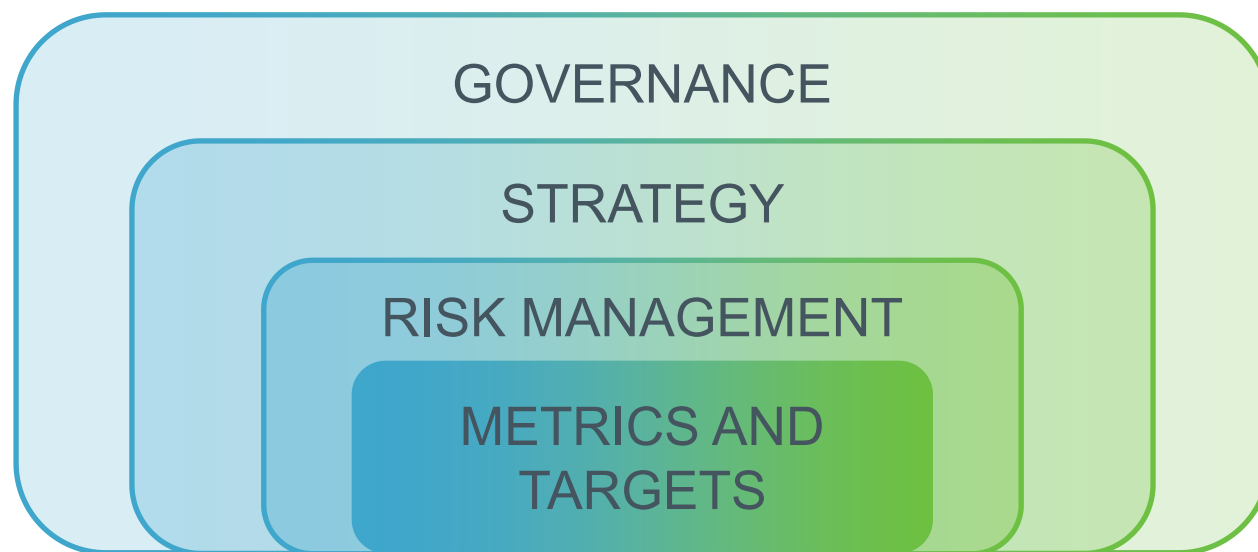 GOVERNANCE
STRATEGY
RISK MANAGEMENT
METRICS AND
TARGETS